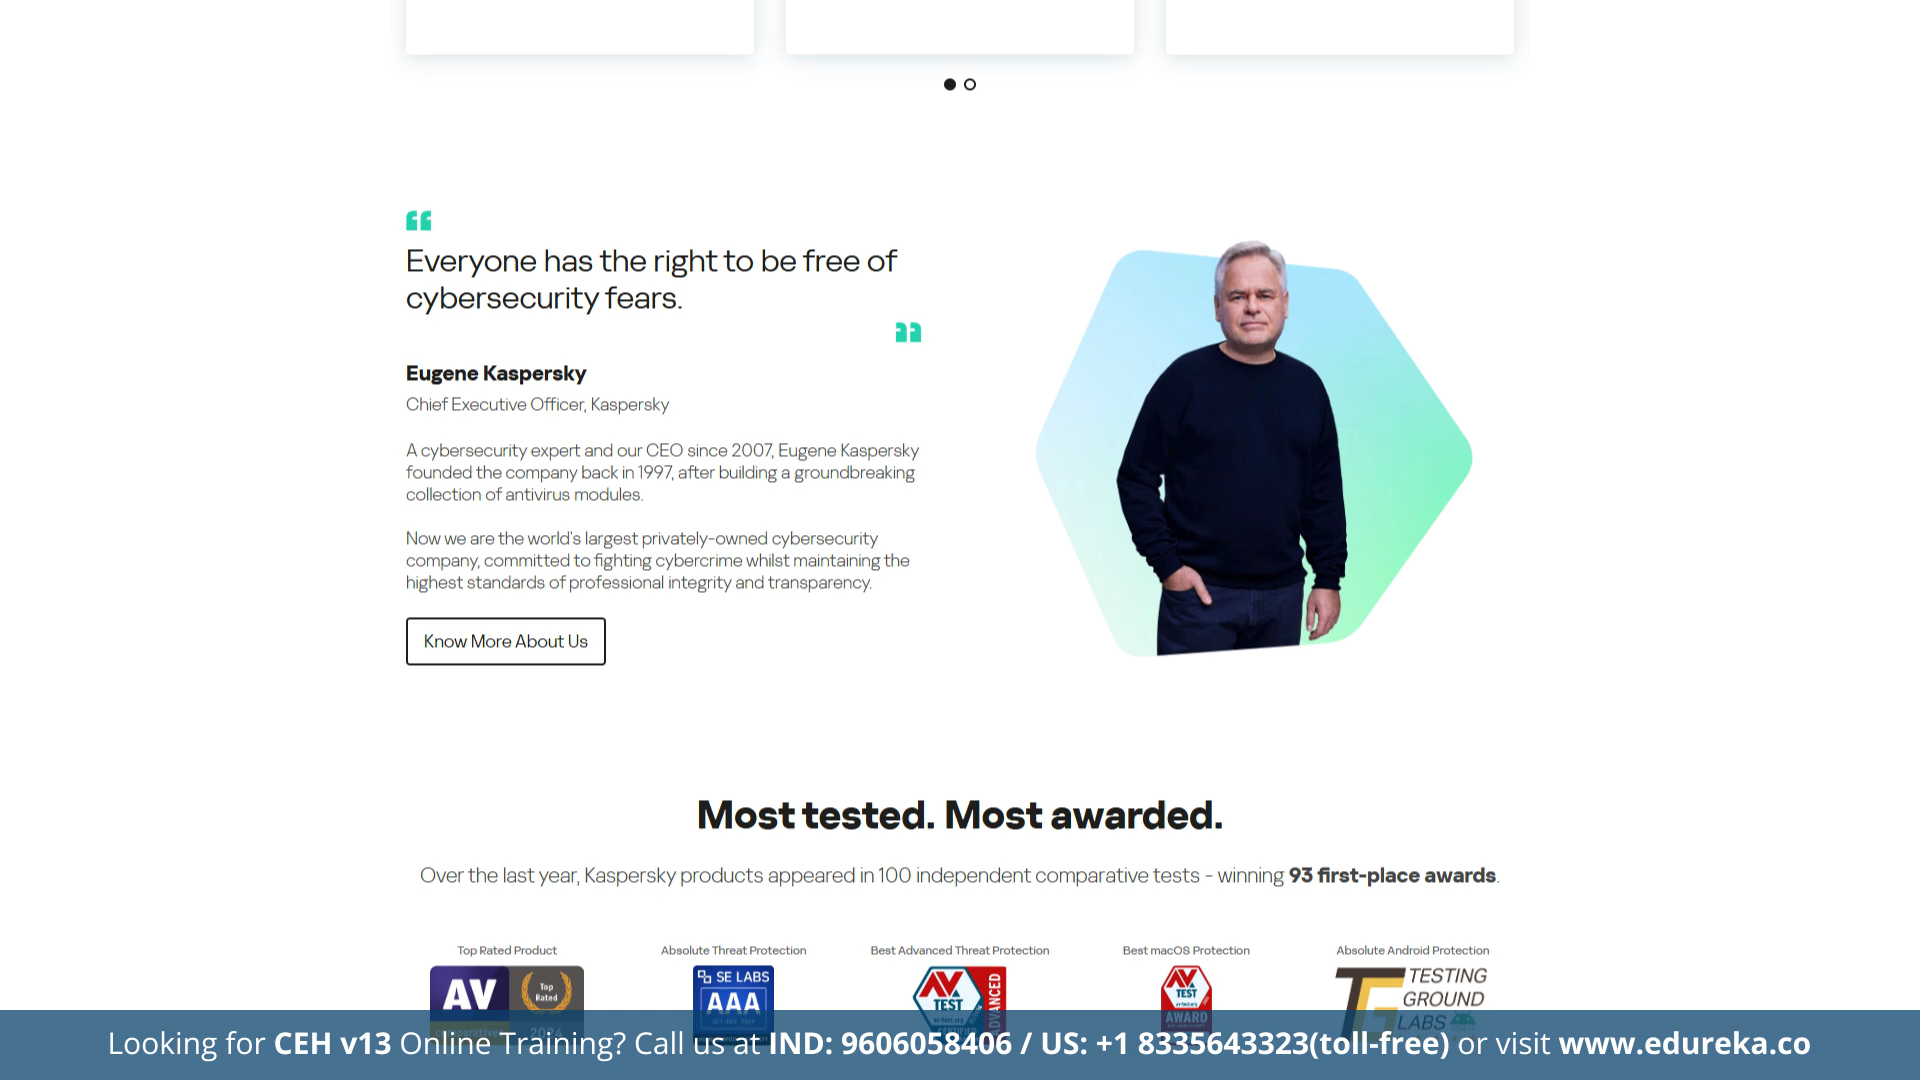 Everyone has the right to be free of
cybersecurity fears.
Eugene Kaspersky
Chief Executive Officer, Kaspersky
A cybersecurity expert and our CEO since 2007, Eugene Kaspersky
founded the company back in 1997, after building a groundbreaking
collection of antivirus modules.
Now we are the world's largest privately-owned cybersecurity
company, committed to fighting cybercrime whilst maintaining the
highest standards of professional integrity and transparency.
Know More About Us
Most tested. Most awarded.
Over the last year, Kaspersky products appeared in 100 independent comparative tests - winning 93 first-place awards.
Top Rated Product
Absolute Threat Protection
Best Advanced Threat Protection
Best macOS Protection
Absolute Android Protection
AV
Top
Rated
2024
SE LABS
AAA
AV
TEST
ADVANCED
AV
TEST
AWARD
TG
TESTING
GROUND
LABS
Looking for CEH v13 Online Training? Call us at IND: 9606058406 / US: +1 8335643323(toll-free) or visit www.edureka.co